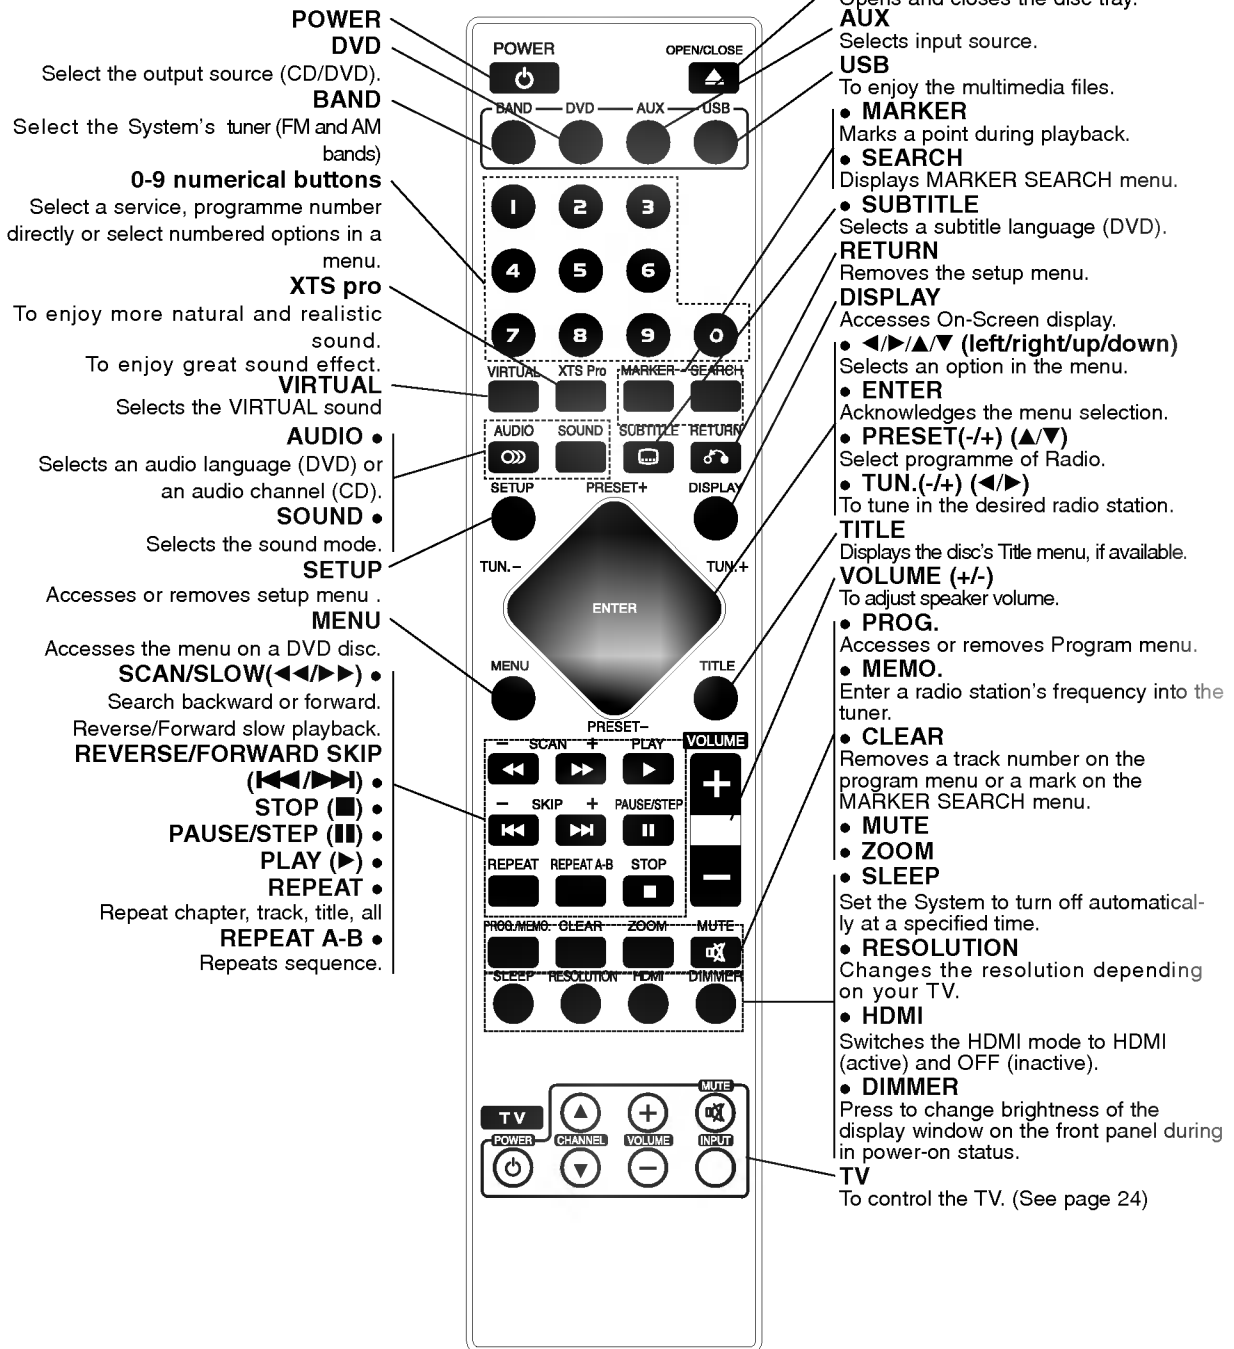 POWER
DVD
Select the output source (CD/DVD).
BAND
Select the System's tuner (FM and AM
bands)
0-9 numerical buttons
Select a service, programme number
directly or select numbered options in a
menu.
XTS pro
To enjoy more natural and realistic
sound.
To enjoy great sound effect.
VIRTUAL
Selects the VIRTUAL sound
AUDIO ●
Selects an audio language (DVD) or
an audio channel (CD).
SOUND ●
Selects the sound mode.
SETUP
Accesses or removes setup menu .
MENU
Accesses the menu on a DVD disc.
SCAN/SLOW(◀◀/▶▶) ●
Search backward or forward.
Reverse/Forward slow playback.
REVERSE/FORWARD SKIP
(|◀◀/▶▶|) ●
STOP (■) ●
PAUSE/STEP (▮▮) ●
PLAY (▶) ●
REPEAT ●
Repeat chapter, track, title, all
REPEAT A-B ●
Repeats sequence.
POWER OPEN/CLOSE
BAND DVD AUX USB
1 2 3
4 5 6
7 8 9 0
VIRTUAL XTS Pro MARKER SEARCH
AUDIO SOUND SUBTITLE RETURN
SETUP PRESET+ DISPLAY
TUN.− TUN.+
ENTER
MENU TITLE
PRESET−
− SCAN + PLAY VOLUME
+
− SKIP + PAUSE/STEP
REPEAT REPEAT A-B STOP
−
PROG./MEMO. CLEAR ZOOM MUTE
SLEEP RESOLUTION HDMI DIMMER
MUTE
TV ▲ +
POWER CHANNEL VOLUME INPUT
▼ −
Opens and closes the disc tray.
AUX
Selects input source.
USB
To enjoy the multimedia files.
● MARKER
Marks a point during playback.
● SEARCH
Displays MARKER SEARCH menu.
● SUBTITLE
Selects a subtitle language (DVD).
RETURN
Removes the setup menu.
DISPLAY
Accesses On-Screen display.
● ◀/▶/▲/▼ (left/right/up/down)
Selects an option in the menu.
● ENTER
Acknowledges the menu selection.
● PRESET(-/+) (▲/▼)
Select programme of Radio.
● TUN.(-/+) (◀/▶)
To tune in the desired radio station.
TITLE
Displays the disc's Title menu, if available.
VOLUME (+/-)
To adjust speaker volume.
● PROG.
Accesses or removes Program menu.
● MEMO.
Enter a radio station's frequency into the
tuner.
● CLEAR
Removes a track number on the
program menu or a mark on the
MARKER SEARCH menu.
● MUTE
● ZOOM
● SLEEP
Set the System to turn off automatical-
ly at a specified time.
● RESOLUTION
Changes the resolution depending
on your TV.
● HDMI
Switches the HDMI mode to HDMI
(active) and OFF (inactive).
● DIMMER
Press to change brightness of the
display window on the front panel during
in power-on status.
TV
To control the TV. (See page 24)